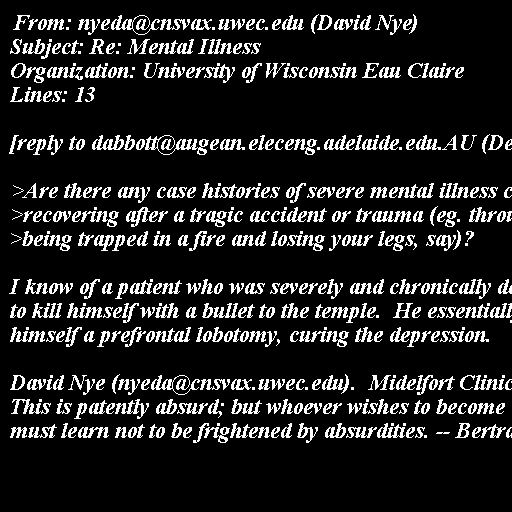 From: nyeda@cnsvax.uwec.edu (David Nye)
Subject: Re: Mental Illness
Organization: University of Wisconsin Eau Claire
Lines: 13
[reply to dabbott@augean.eleceng.adelaide.edu.AU (De
>Are there any case histories of severe mental illness c
>recovering after a tragic accident or trauma (eg. throu
>being trapped in a fire and losing your legs, say)?
I know of a patient who was severely and chronically de
to kill himself with a bullet to the temple.  He essentially
himself a prefrontal lobotomy, curing the depression.
David Nye (nyeda@cnsvax.uwec.edu).  Midelfort Clinic
This is patently absurd; but whoever wishes to become
must learn not to be frightened by absurdities. -- Bertra